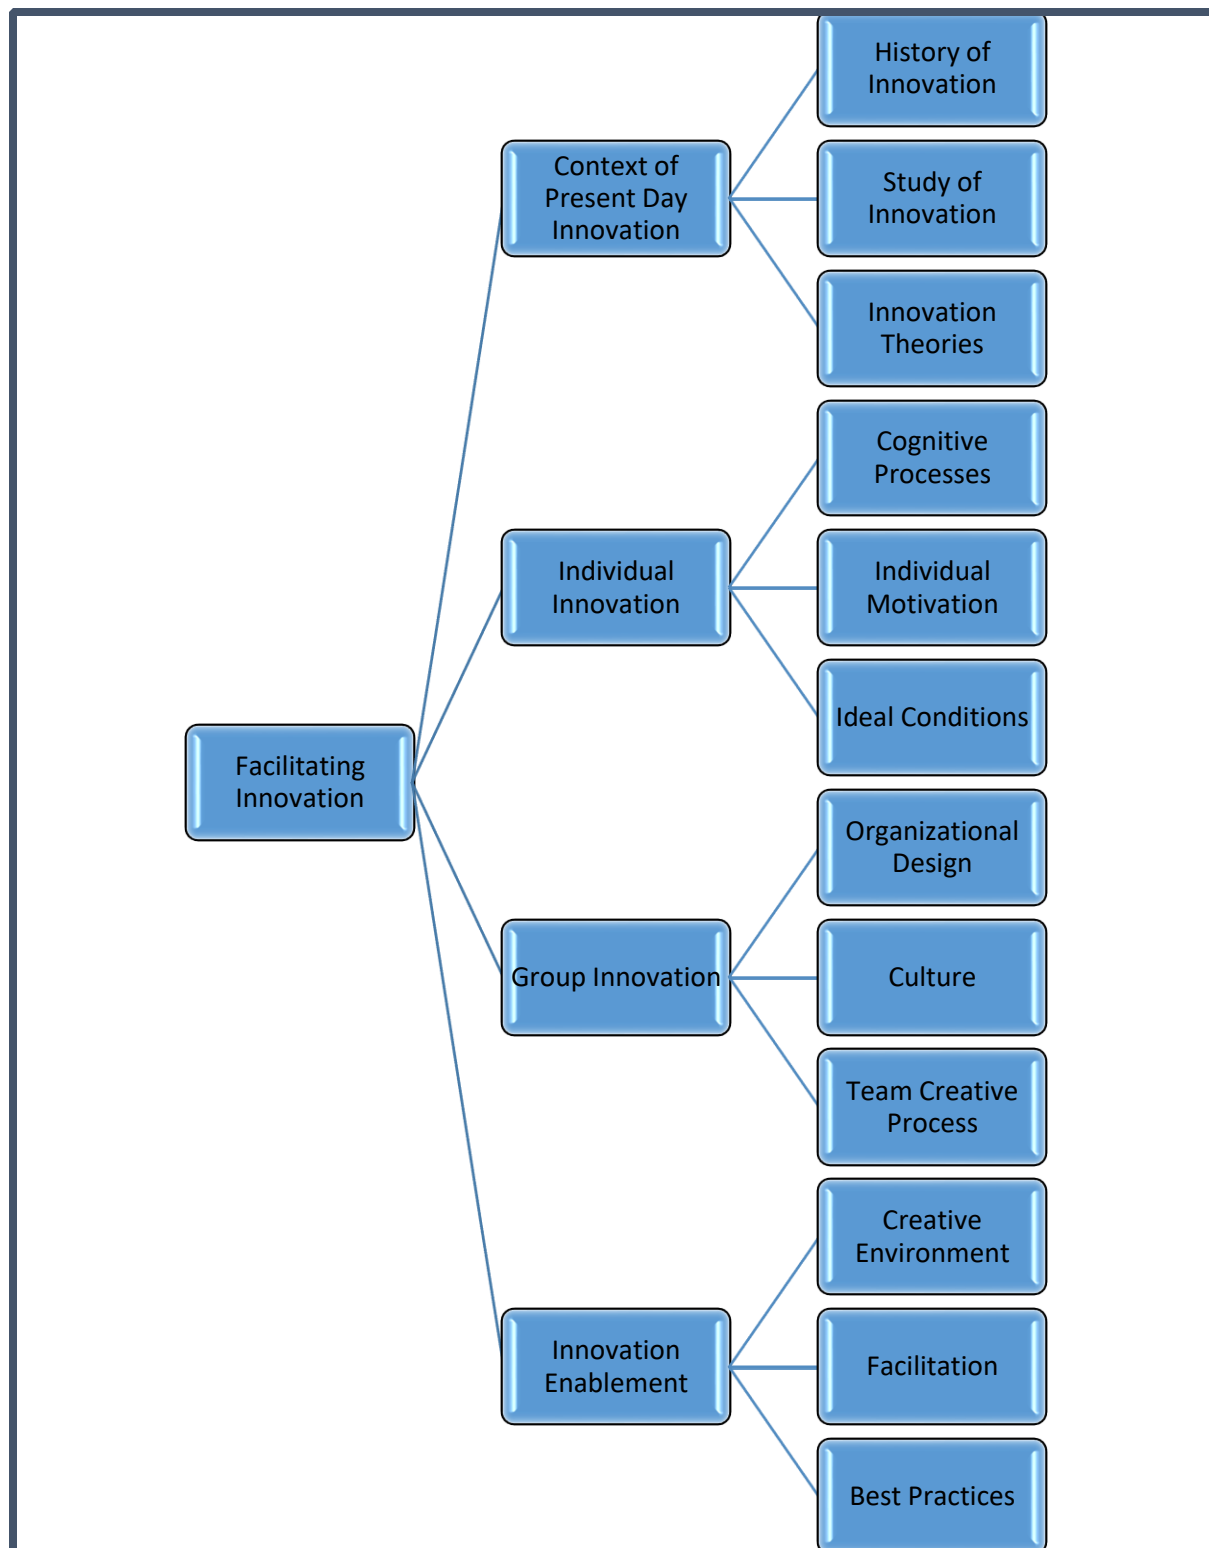 History of
Innovation
Context of
Present Day
Innovation
Study of
Innovation
Innovation
Theories
Cognitive
Processes
Individual
Innovation
Individual
Motivation
Ideal Conditions
Facilitating
Innovation
Organizational
Design
Group Innovation
Culture
Team Creative
Process
Creative
Environment
Innovation
Enablement
Facilitation
Best Practices